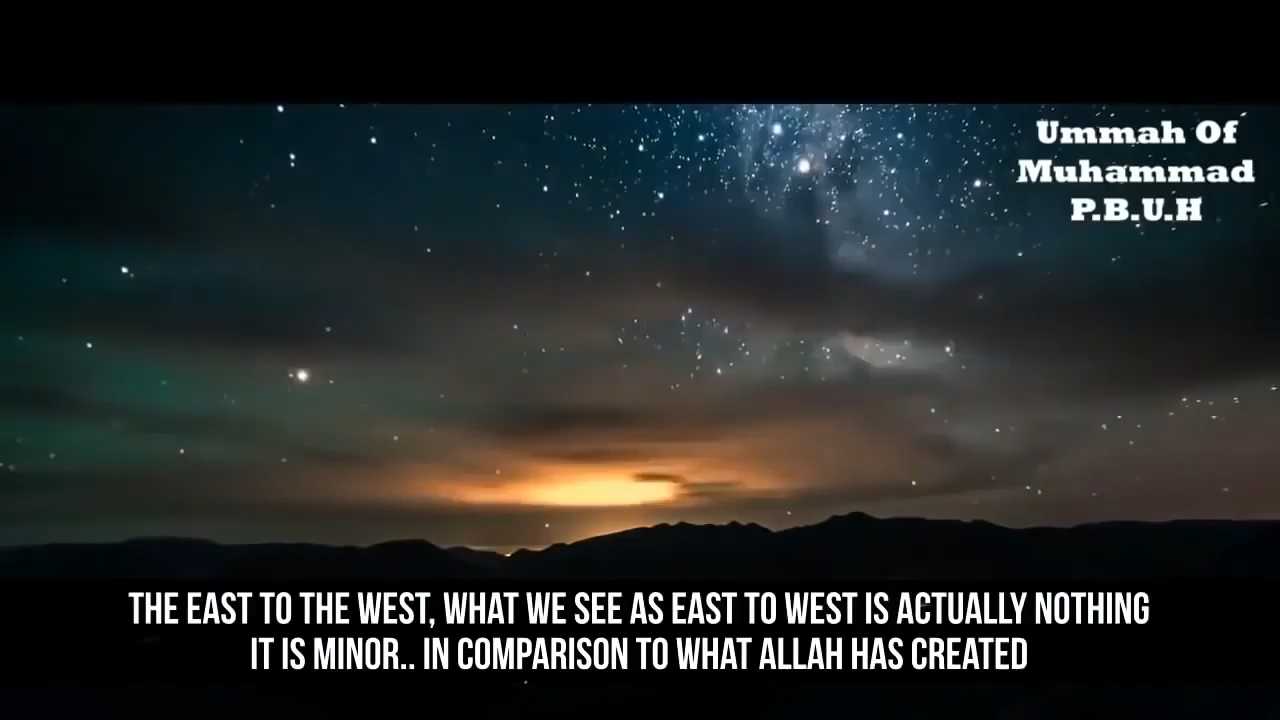 Ummah Of
Muhammad
P.B.U.H
THE EAST TO THE WEST, WHAT WE SEE AS EAST TO WEST IS ACTUALLY NOTHING
IT IS MINOR.. IN COMPARISON TO WHAT ALLAH HAS CREATED